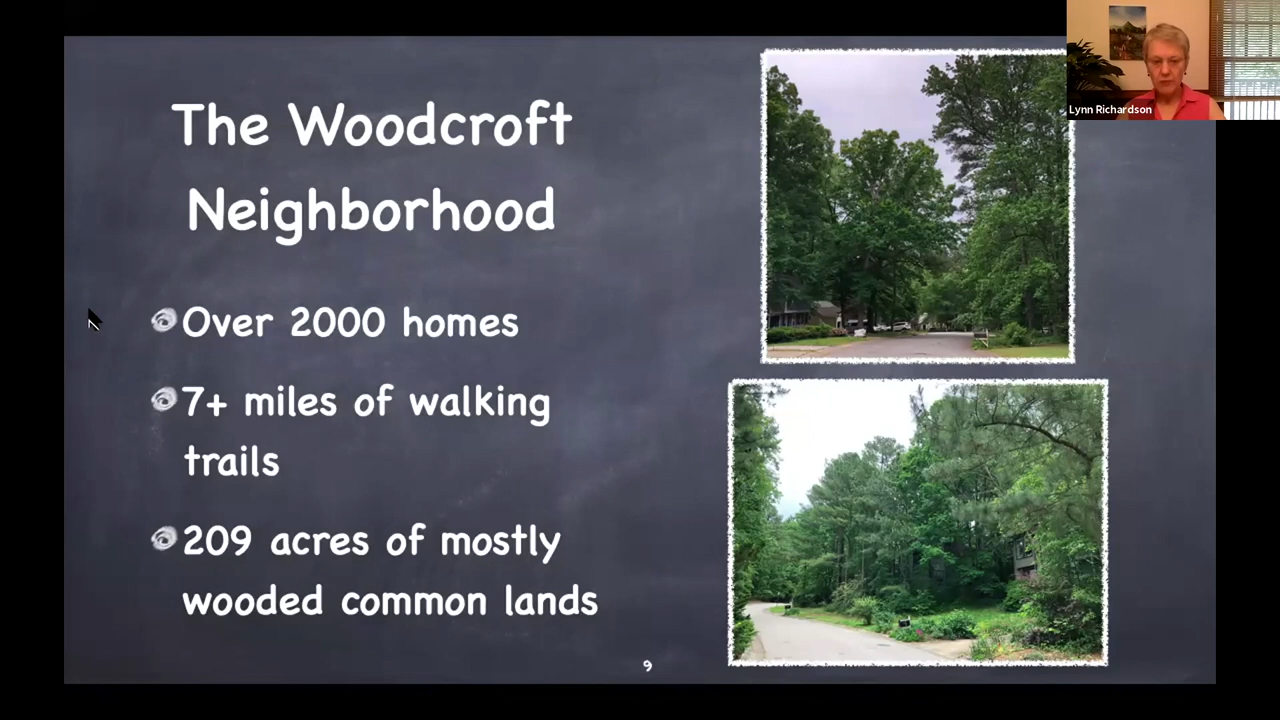 The Woodcroft
Neighborhood
Over 2000 homes
7+ miles of walking
trails
209 acres of mostly
wooded common lands
9
Lynn Richardson